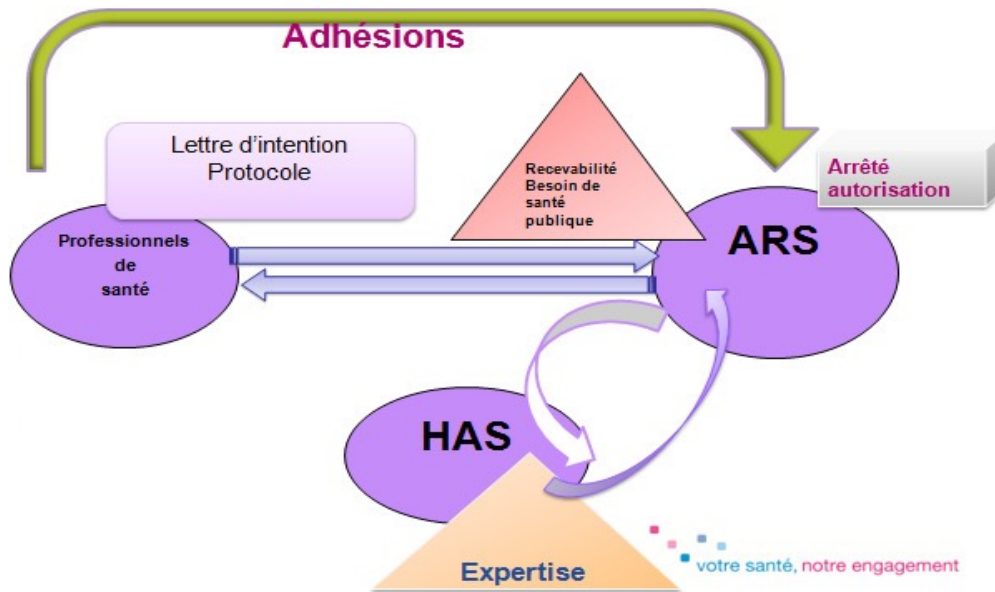 Adhésions
Lettre d’intention
Protocole
Recevabilité
Besoin de
santé
publique
Arrêté
autorisation
Professionnels
de
santé
ARS
HAS
Expertise
votre santé, notre engagement